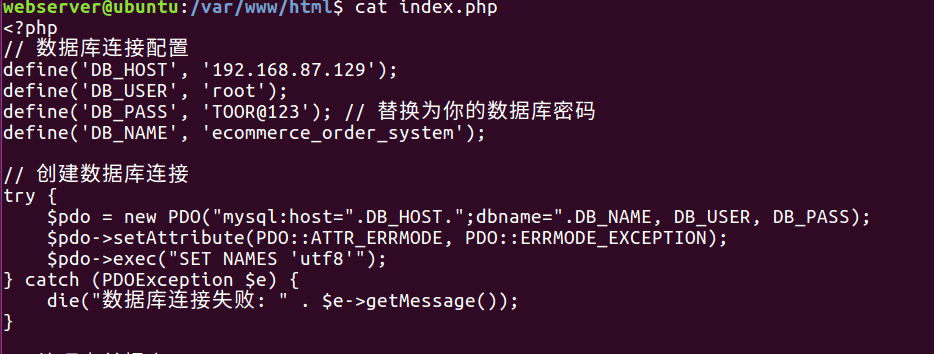 webserver@ubuntu:/var/www/html$ cat index.php
<?php
// 数据库连接配置
define('DB_HOST', '192.168.87.129');
define('DB_USER', 'root');
define('DB_PASS', 'TOOR@123'); // 替换为你的数据库密码
define('DB_NAME', 'ecommerce_order_system');

// 创建数据库连接
try {
    $pdo = new PDO("mysql:host=".DB_HOST.";dbname=".DB_NAME, DB_USER, DB_PASS);
    $pdo->setAttribute(PDO::ATTR_ERRMODE, PDO::ERRMODE_EXCEPTION);
    $pdo->exec("SET NAMES 'utf8'");
} catch (PDOException $e) {
    die("数据库连接失败: " . $e->getMessage());
}